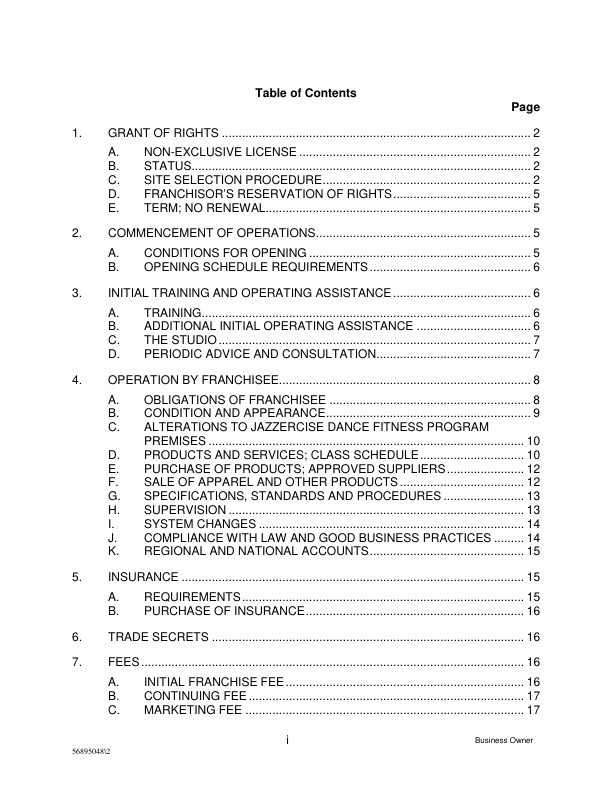 Table of Contents
Page
1. GRANT OF RIGHTS ............................................................................................. 2
A. NON-EXCLUSIVE LICENSE ..................................................................... 2
B. STATUS..................................................................................................... 2
C. SITE SELECTION PROCEDURE.............................................................. 2
D. FRANCHISOR'S RESERVATION OF RIGHTS......................................... 5
E. TERM; NO RENEWAL............................................................................... 5
2. COMMENCEMENT OF OPERATIONS................................................................ 5
A. CONDITIONS FOR OPENING .................................................................. 5
B. OPENING SCHEDULE REQUIREMENTS................................................ 6
3. INITIAL TRAINING AND OPERATING ASSISTANCE......................................... 6
A. TRAINING.................................................................................................. 6
B. ADDITIONAL INITIAL OPERATING ASSISTANCE .................................. 6
C. THE STUDIO............................................................................................. 7
D. PERIODIC ADVICE AND CONSULTATION.............................................. 7
4. OPERATION BY FRANCHISEE........................................................................... 8
A. OBLIGATIONS OF FRANCHISEE ............................................................ 8
B. CONDITION AND APPEARANCE............................................................. 9
C. ALTERATIONS TO JAZZERCISE DANCE FITNESS PROGRAM
PREMISES .............................................................................................. 10
D. PRODUCTS AND SERVICES; CLASS SCHEDULE............................... 10
E. PURCHASE OF PRODUCTS; APPROVED SUPPLIERS....................... 12
F. SALE OF APPAREL AND OTHER PRODUCTS ..................................... 12
G. SPECIFICATIONS, STANDARDS AND PROCEDURES ........................ 13
H. SUPERVISION ........................................................................................ 13
I. SYSTEM CHANGES ............................................................................... 14
J. COMPLIANCE WITH LAW AND GOOD BUSINESS PRACTICES ......... 14
K. REGIONAL AND NATIONAL ACCOUNTS.............................................. 15
5. INSURANCE ...................................................................................................... 15
A. REQUIREMENTS.................................................................................... 15
B. PURCHASE OF INSURANCE................................................................. 16
6. TRADE SECRETS ............................................................................................. 16
7. FEES.................................................................................................................. 16
A. INITIAL FRANCHISE FEE....................................................................... 16
B. CONTINUING FEE.................................................................................. 17
C. MARKETING FEE ................................................................................... 17
i
Business Owner
56895048\2